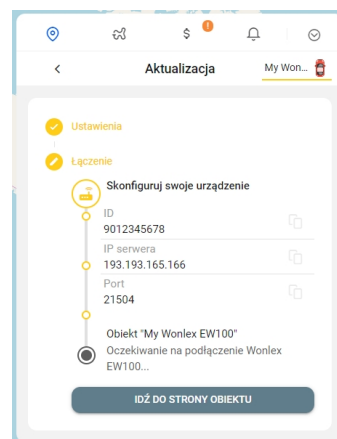 $ !
Aktualizacja My Won...
Ustawienia
Łączenie
Skonfiguruj swoje urządzenie
ID
9012345678
IP serwera
193.193.165.166
Port
21504
Obiekt "My Wonlex EW100"
Oczekiwanie na podłączenie Wonlex
EW100...
IDŹ DO STRONY OBIEKTU